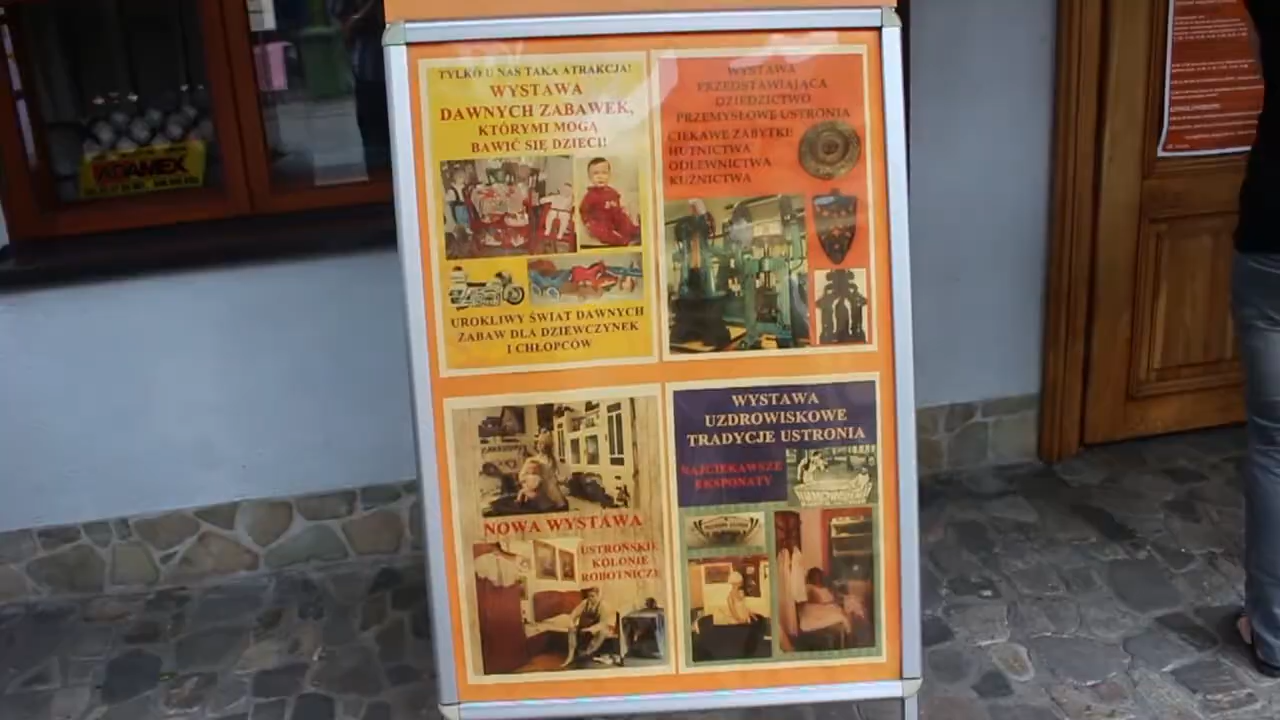 TYLKO U NAS TAKA ATRAKCJA!
WYSTAWA
DAWNYCH ZABAWEK,
KTÓRYMI MOGĄ
BAWIĆ SIĘ DZIECI!
UROKLIWY ŚWIAT DAWNYCH
ZABAW DLA DZIEWCZYNEK
I CHŁOPCÓW
WYSTAWA
PRZEDSTAWIAJĄCA
DZIEDZICTWO
PRZEMYSŁOWE USTRONIA
CIEKAWE ZABYTKI:
HUTNICTWA
ODLEWNICTWA
KUŹNICTWA
NOWA WYSTAWA
USTROŃSKIE
KOLONIE
ROBOTNICZE
WYSTAWA
UZDROWISKOWE
TRADYCJE USTRONIA
NAJCIEKAWSZE
EKSPONATY
ADAMEX